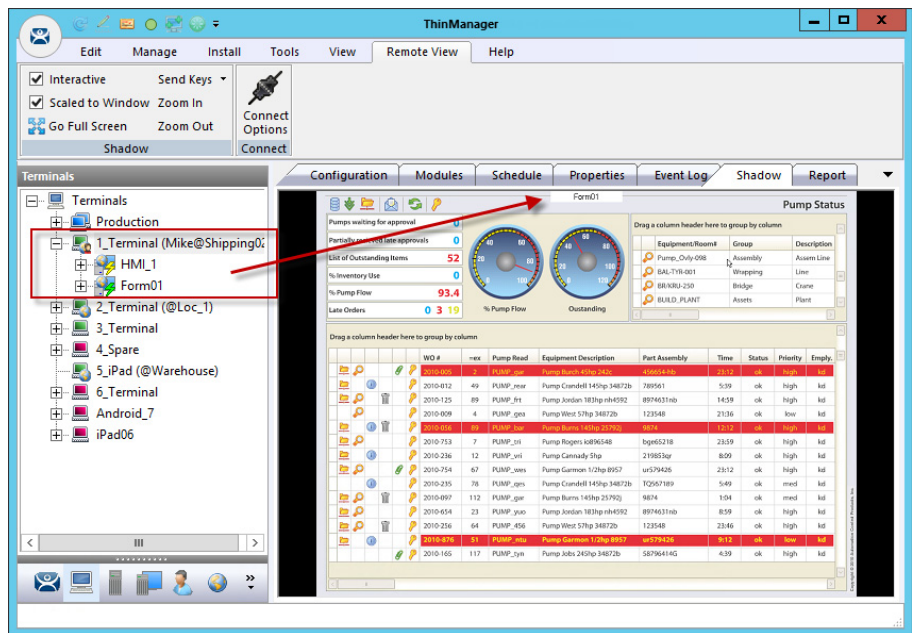 ThinManager
Edit Manage Install Tools View Remote View Help
Interactive Send Keys
Scaled to Window Zoom In
Go Full Screen Zoom Out
Connect Options
Shadow Connect
Terminals
Configuration Modules Schedule Properties Event Log Shadow Report
Terminals
Production
1_Terminal (Mike@Shipping02
HMI_1
Form01
2_Terminal (@Loc_1)
3_Terminal
4_Spare
5_iPad (@Warehouse)
6_Terminal
Android_7
iPad06
Form01
Pump Status
Pumps waiting for approval 0
late approvals 0
List of Outstanding Items 52
% Inventory Use 0
% Pump Flow 93.4
Late Orders 0 3 19
% Pump Flow
Oustanding
Drag a column header here to group by column
Equipment/Room# Group Description
Pump_Ovly-098 Assembly Assem Line
BAL-TYR-001 Wrapping Line
BR/KRU-250 Bridge Crane
BUILD_PLANT Assets Plant
Drag a column header here to group by column
WO # -ex Pump Read Equipment Description Part Assembly Time Status Priority Emply.
2010-005 2 PUMP_gar Pump Burch 45hp 242c 456654-hb 23:12 ok high kd
2010-012 49 PUMP_rear Pump Crandell 145hp 34872b 789561 5:39 ok high kd
2010-125 89 PUMP_frt Pump Jordan 183hp nh4592 8974631nb 14:59 ok high kd
2010-009 4 PUMP_gea Pump West 57hp 34872b 123548 21:36 ok low kd
2010-056 89 PUMP_bar Pump Burns 145hp 25792j 9874 12:12 ok high kd
2010-753 7 PUMP_tri Pump Rogers io896548 bge65218 23:59 ok high kd
2010-236 12 PUMP_vri Pump Cannady 5hp 219853qr 8:09 ok high kd
2010-754 67 PUMP_wes Pump Garmon 1/2hp 8957 ur579426 23:12 ok high kd
2010-235 78 PUMP_qes Pump Crandell 145hp 34872b TQ567189 5:49 ok med kd
2010-097 112 PUMP_gar Pump Burns 145hp 25792j 9874 1:04 ok med kd
2010-654 23 PUMP_yuo Pump Jordan 183hp nh4592 8974631nb 8:59 ok high kd
2010-256 64 PUMP_456 Pump West 57hp 34872b 123548 23:46 ok high kd
2010-876 51 PUMP_ntu Pump Garmon 1/2hp 8957 ur579426 9:12 ok low kd
2010-165 117 PUMP_tyn Pump Jobs 245hp 34872b 58796414G 4:39 ok high kd